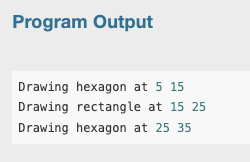 Program Output
Drawing hexagon at 5 15
Drawing rectangle at 15 25
Drawing hexagon at 25 35